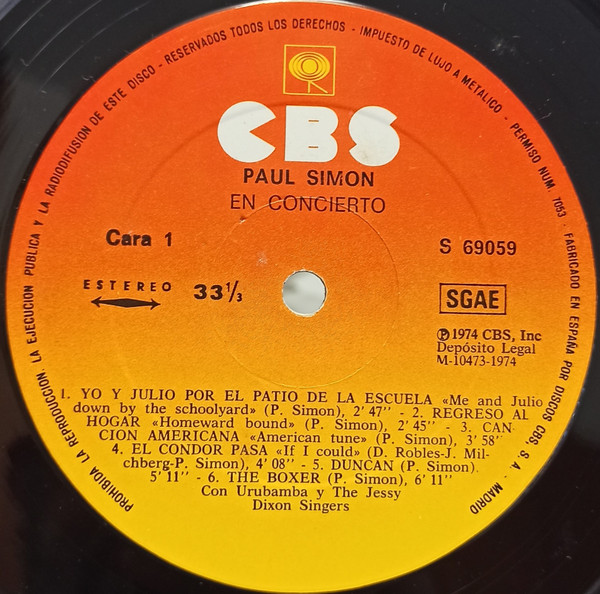 PROHIBIDA LA REPRODUCCION, LA EJECUCION PUBLICA Y LA RADIODIFUSION DE ESTE DISCO - RESERVADOS TODOS LOS DERECHOS - IMPUESTO DE LUJO A METALICO - PERMISO NUM. 7053 - FABRICADO EN ESPAÑA POR DISCOS CBS, S. A. - MADRID
CBS
PAUL SIMON
EN CONCIERTO
Cara 1
S 69059
ESTEREO
33 1/3
SGAE
Ⓟ 1974 CBS, Inc
Depósito Legal
M-10473-1974
1. YO Y JULIO POR EL PATIO DE LA ESCUELA «Me and Julio
down by the schoolyard» (P. Simon), 2'47" - 2. REGRESO AL
HOGAR «Homeward bound» (P. Simon), 2'45" - 3. CAN-
CION AMERICANA «American tune» (P. Simon), 3'58"
4. EL CONDOR PASA «If I could» (D. Robles-J. Mil-
chberg-P. Simon), 4'08" - 5. DUNCAN (P. Simon).
5'11" - 6. THE BOXER (P. Simon), 6'11"
Con Urubamba y The Jessy
Dixon Singers